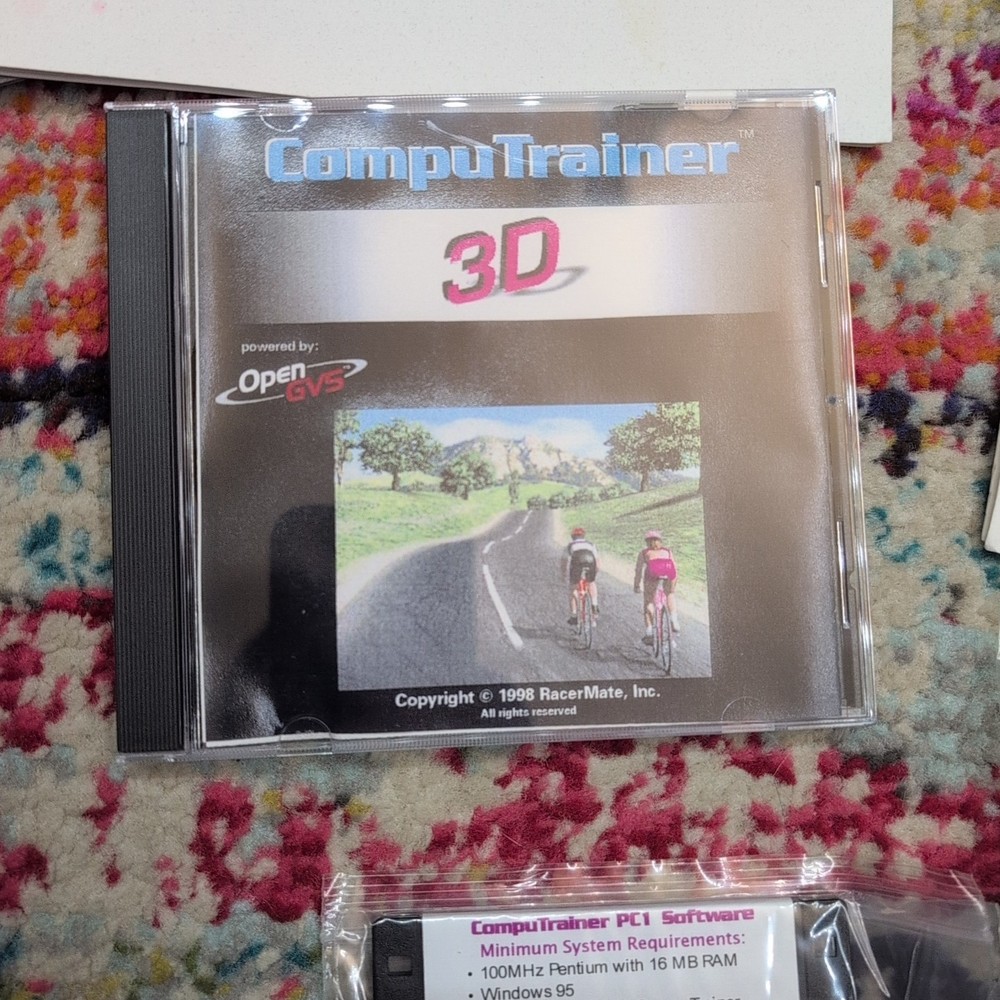 CompuTrainer™
3D
powered by:
Open
GVS
Copyright © 1998 RacerMate, Inc.
All rights reserved
CompuTrainer PC1 Software
Minimum System Requirements:
• 100MHz Pentium with 16 MB RAM
• Windows 95
Trainer